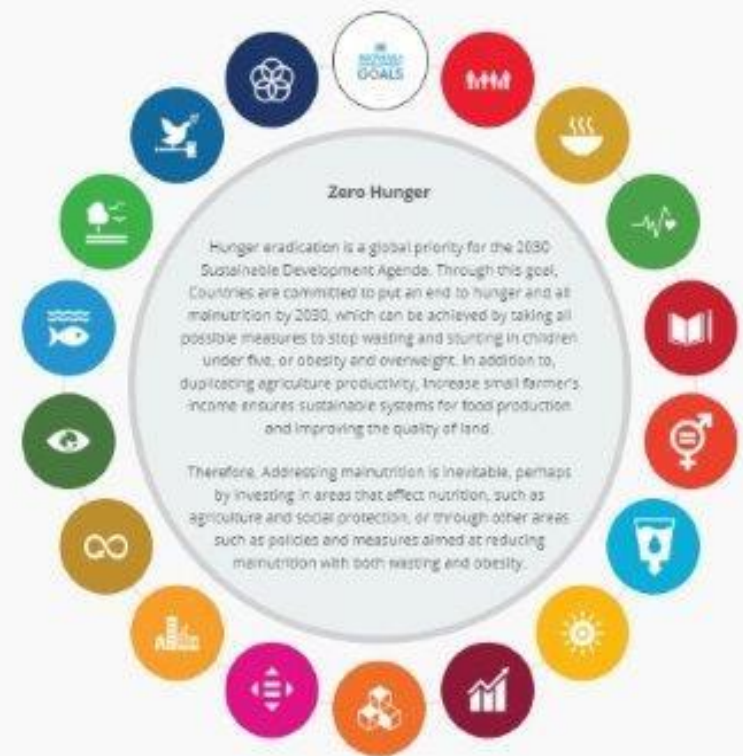 GOALS
Zero Hunger
Hunger eradication is a global priority for the 2030
Sustainable Development Agenda. Through this goal,
Countries are committed to put an end to hunger and all
malnutrition by 2030, which can be achieved by taking all
possible measures to stop wasting and stunting in children
under five, or obesity and overweight. In addition to,
duplicating agriculture productivity, increase small farmer's
income ensures sustainable systems for food production
and improving the quality of land.
Therefore, Addressing malnutrition is inevitable, perhaps
by investing in areas that affect nutrition, such as
agriculture and social protection, or through other areas
such as policies and measures aimed at reducing
malnutrition with both wasting and obesity.